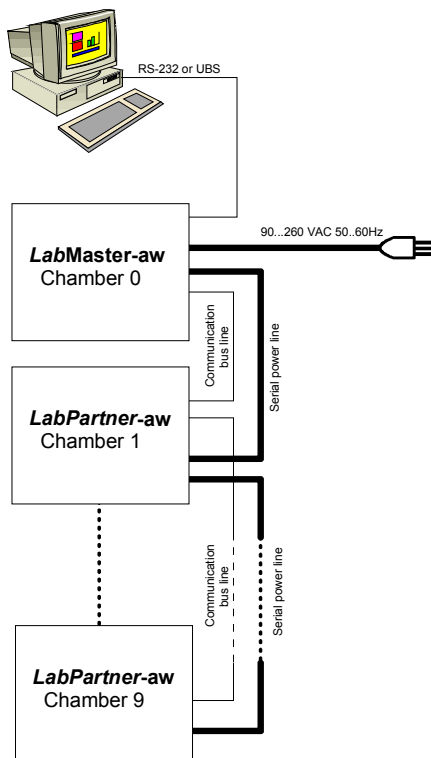 RS-232 or UBS
90...260 VAC 50..60Hz
LabMaster-aw
Chamber 0
Communication
bus line
Serial power line
LabPartner-aw
Chamber 1
Communication
bus line
Serial power line
LabPartner-aw
Chamber 9